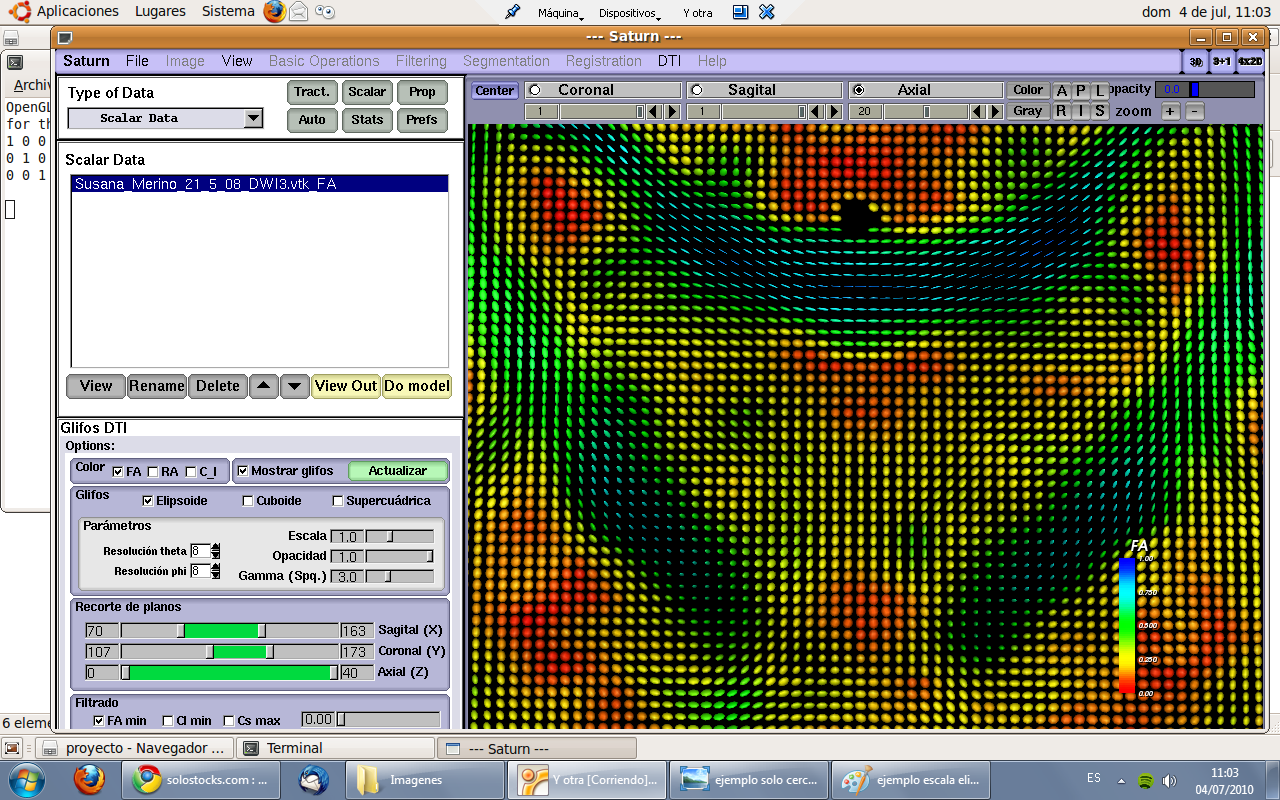 Aplicaciones Lugares Sistema
Máquina Dispositivos Y otra
dom 4 de jul, 11:03
--- Saturn ---
Saturn File Image View Basic Operations Filtering Segmentation Registration DTI Help
3D 3+1 4x2D
Archiv
OpenGL
for th
1 0 0
0 1 0
0 0 1
6 eleme
Type of Data
Scalar Data
Tract. Scalar Prop
Auto Stats Prefs
Scalar Data
Susana_Merino_21_5_08_DWI3.vtk_FA
View Rename Delete View Out Do model
Glifos DTI
Options:
Color FA RA C_l Mostrar glifos Actualizar
Glifos Elipsoide Cuboide Supercuádrica
Parámetros
Escala 1.0
Resolución theta 8
Opacidad 1.0
Resolución phi 8
Gamma (Spq.) 3.0
Recorte de planos
70 163 Sagital (X)
107 173 Coronal (Y)
0 40 Axial (Z)
Filtrado
FA min Cl min Cs max 0.00
Center Coronal Sagital Axial Color A P L opacity 0.0
1 1 20 Gray R I S zoom + -
FA
1.00
0.750
0.500
0.250
0.00
proyecto - Navegador ... Terminal --- Saturn ---
solostocks.com : ... Imagenes Y otra [Corriendo]... ejemplo solo cerc... ejemplo escala eli...
ES
11:03
04/07/2010